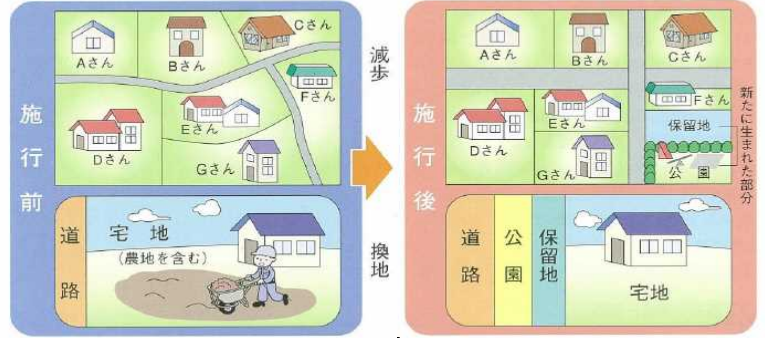 施行前
Aさん
Bさん
Cさん
Fさん
Eさん
Dさん
Gさん
道路
宅地
(農地を含む)
減歩
換地
施行後
Aさん
Bさん
Cさん
Fさん
保留地
Eさん
Dさん
Gさん
公園
新たに生まれた部分
道路
公園
保留地
宅地